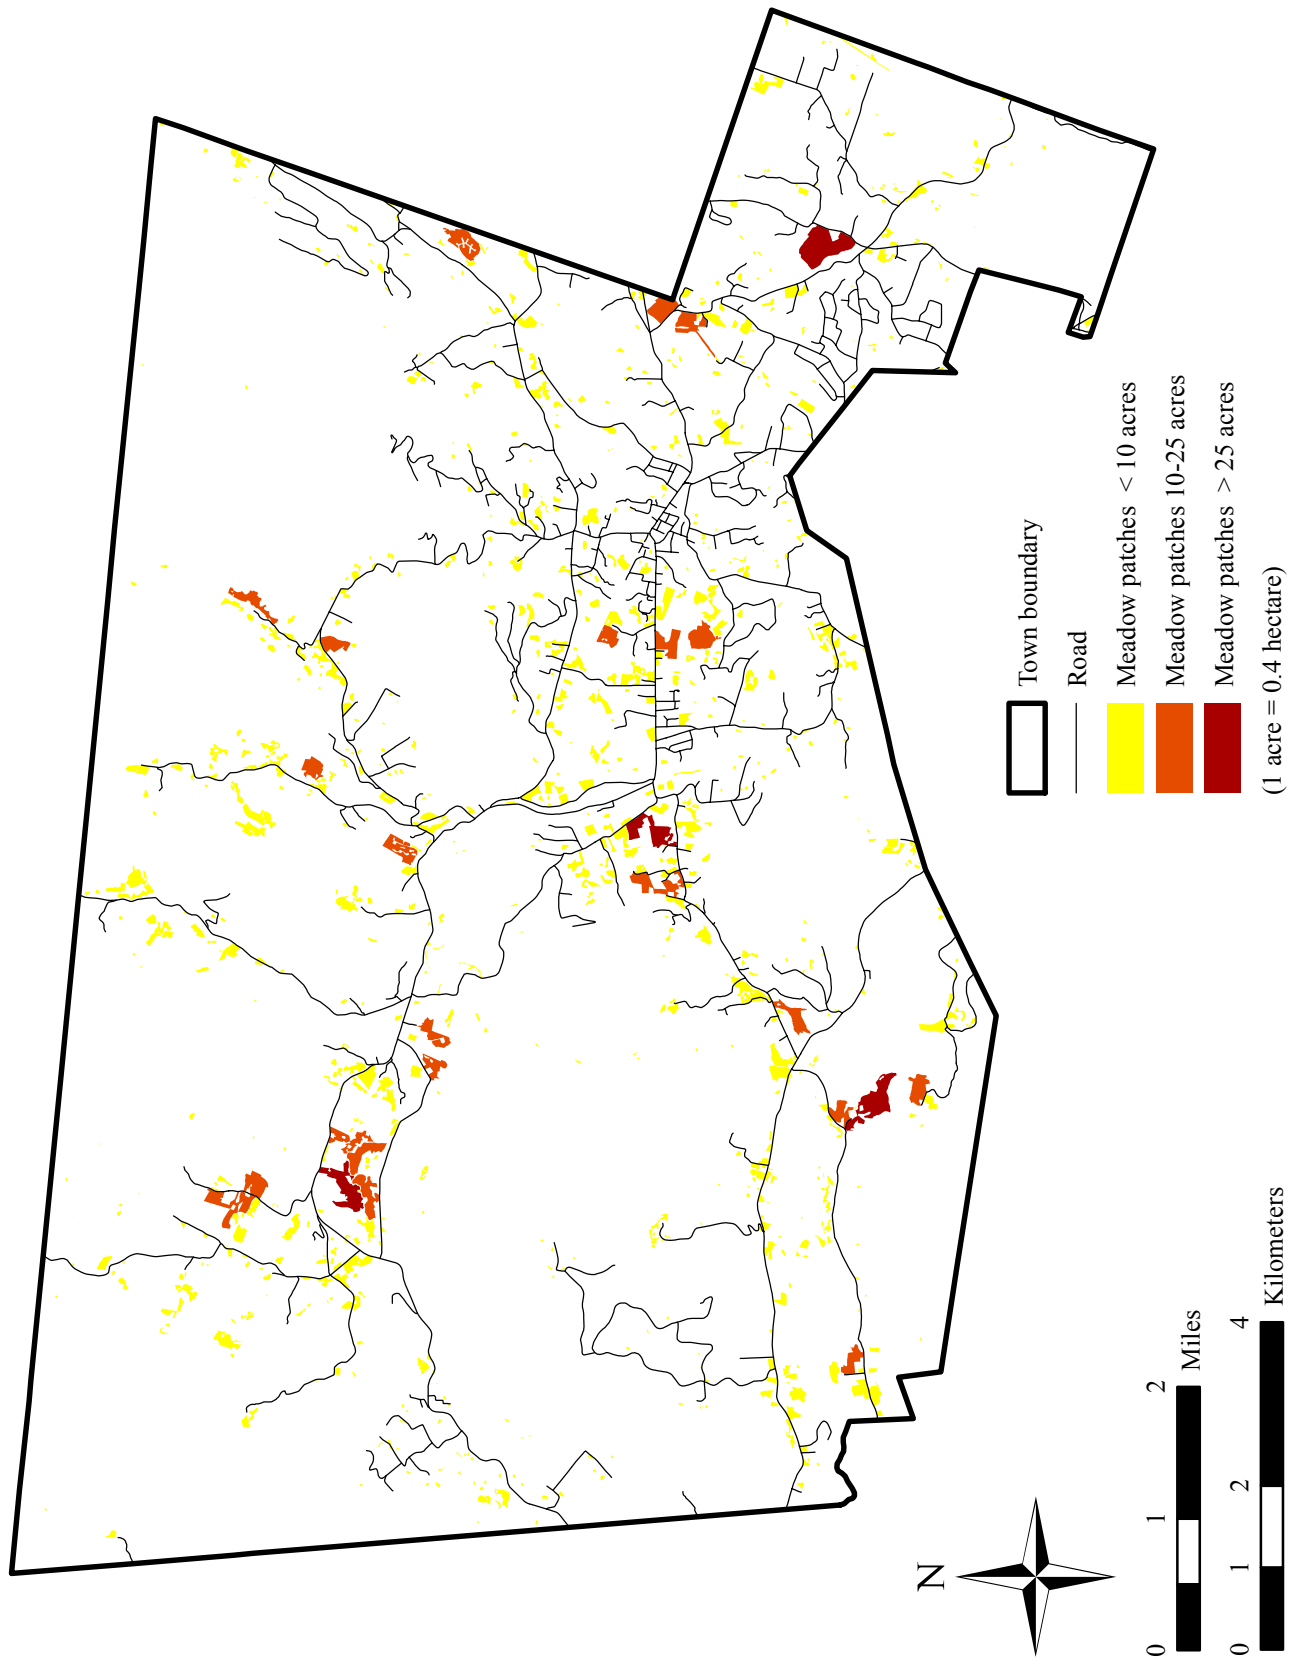 Town boundary
Road
Meadow patches < 10 acres
Meadow patches 10-25 acres
Meadow patches > 25 acres
(1 acre = 0.4 hectare)
N
0 1 2 Miles
0 1 2 4 Kilometers